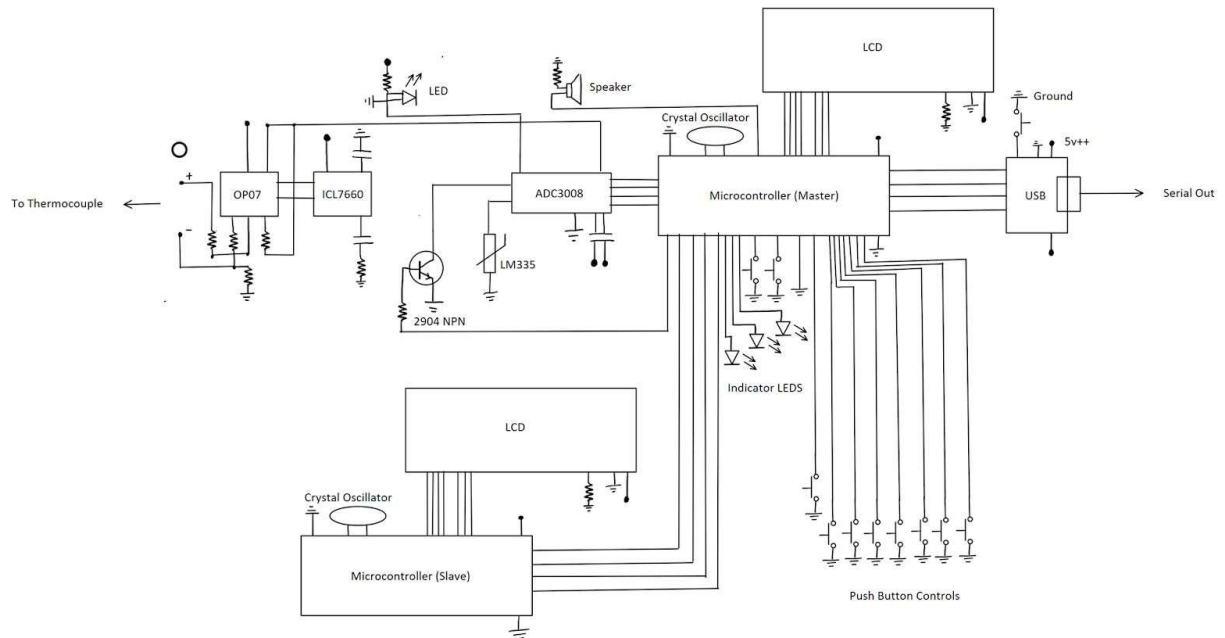 LCD
LED
Speaker
Ground
Crystal Oscillator
5v++
+
To Thermocouple
OP07
ICL7660
ADC3008
Microcontroller (Master)
USB
Serial Out
-
LM335
2904 NPN
Indicator LEDS
LCD
Crystal Oscillator
Microcontroller (Slave)
Push Button Controls